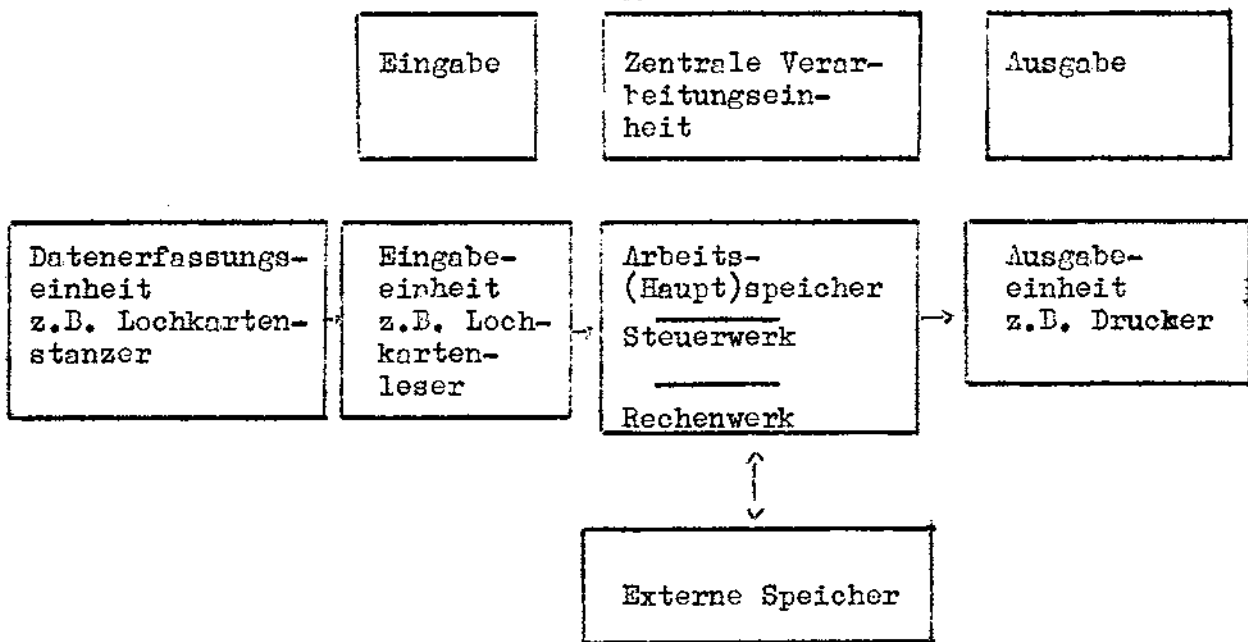 Eingabe
Zentrale Verar-
beitungsein-
heit
Ausgabe
Datenerfassungs-
einheit
z.B. Lochkarten-
stanzer
Eingabe-
einheit
z.B. Loch-
karten-
leser
Arbeits-
(Haupt)speicher
Steuerwerk
Rechenwerk
Ausgabe-
einheit
z.B. Drucker
Externe Speicher